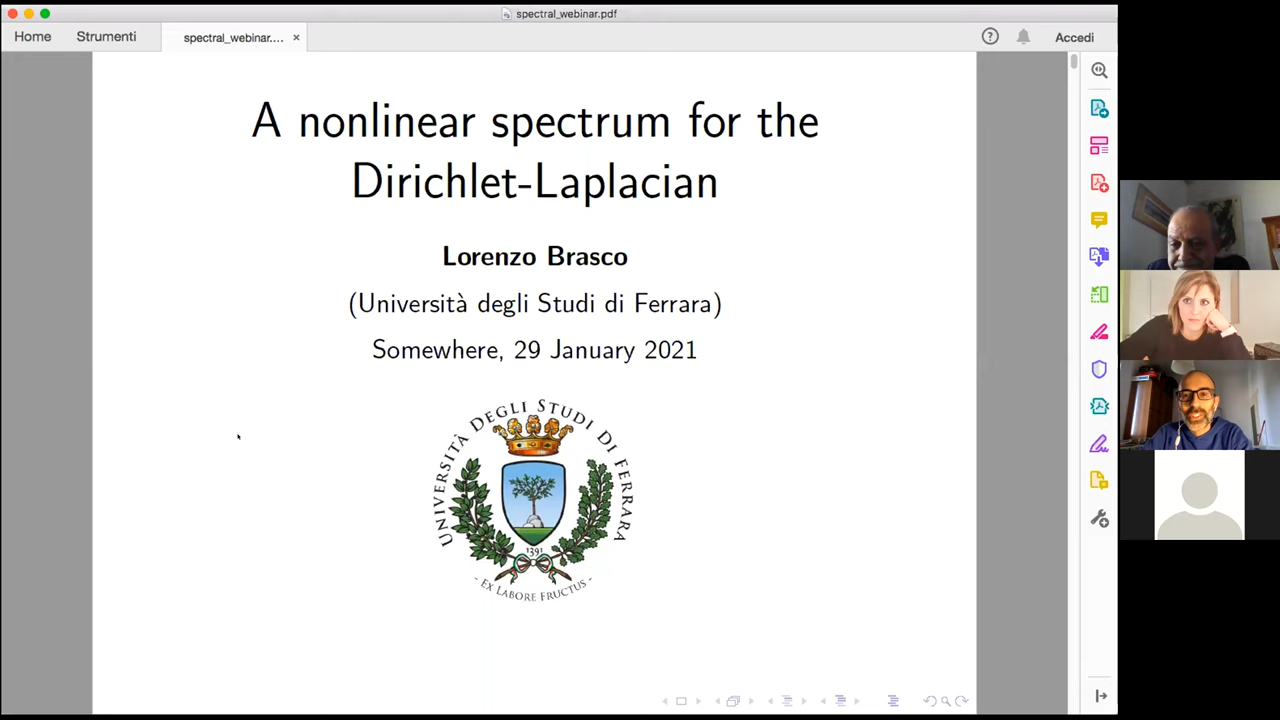 spectral_webinar.pdf
Home Strumenti spectral_webinar.... × Accedi
A nonlinear spectrum for the
Dirichlet-Laplacian
Lorenzo Brasco
(Università degli Studi di Ferrara)
Somewhere, 29 January 2021
UNIVERSITÀ DEGLI STUDI DI FERRARA
1391
- EX LABORE FRUCTUS -